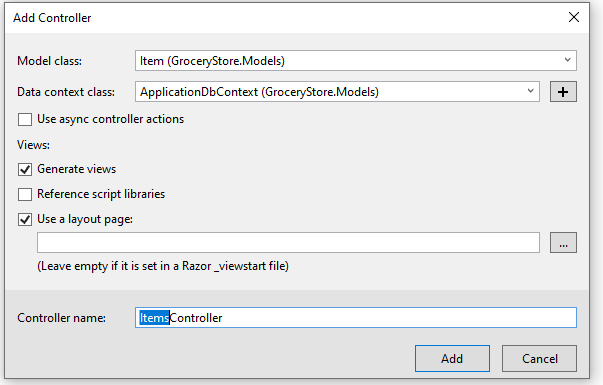 Add Controller
Model class: Item (GroceryStore.Models)
Data context class: ApplicationDbContext (GroceryStore.Models) +
Use async controller actions
Views:
Generate views
Reference script libraries
Use a layout page:
...
(Leave empty if it is set in a Razor _viewstart file)
Controller name: ItemsController
Add Cancel